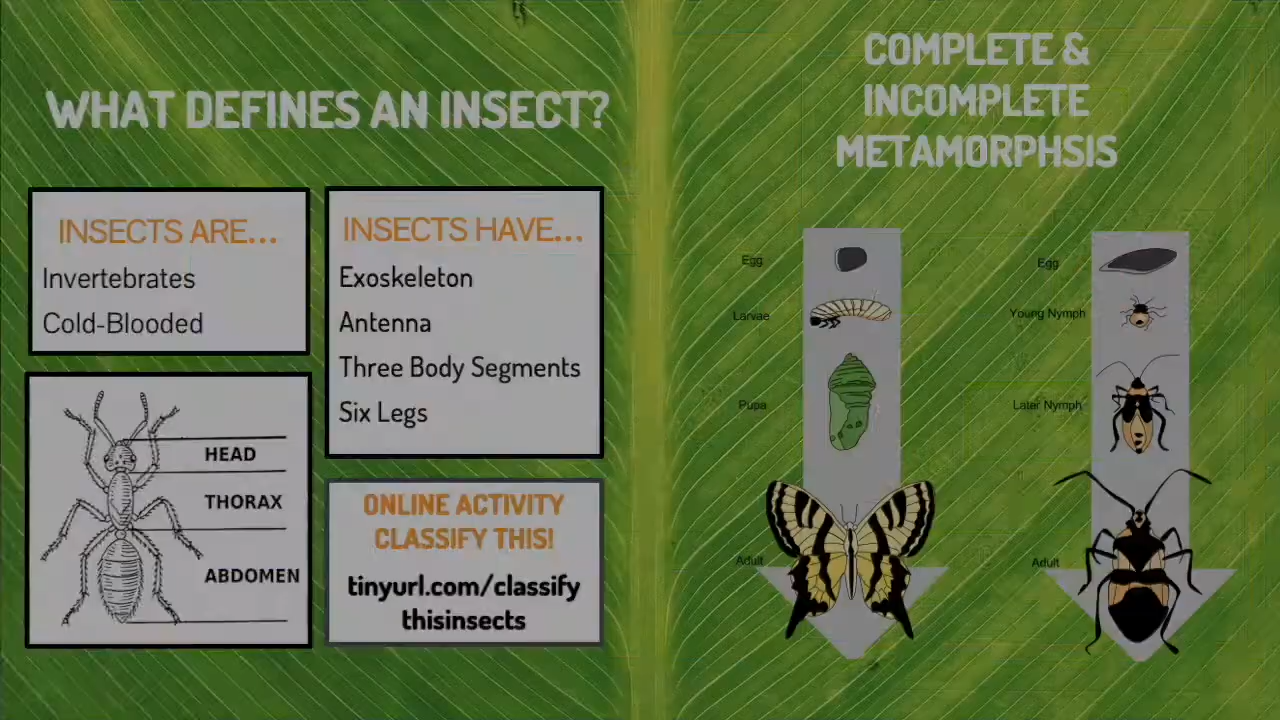 WHAT DEFINES AN INSECT?
INSECTS ARE...
Invertebrates
Cold-Blooded
INSECTS HAVE...
Exoskeleton
Antenna
Three Body Segments
Six Legs
HEAD
THORAX
ABDOMEN
ONLINE ACTIVITY
CLASSIFY THIS!
tinyurl.com/classify
thisinsects
COMPLETE &
INCOMPLETE
METAMORPHSIS
Egg
Larvae
Pupa
Adult
Egg
Young Nymph
Later Nymph
Adult